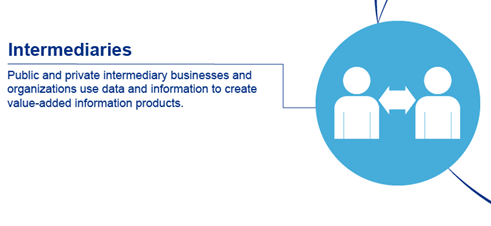 Intermediaries
Public and private intermediary businesses and
organizations use data and information to create
value-added information products.